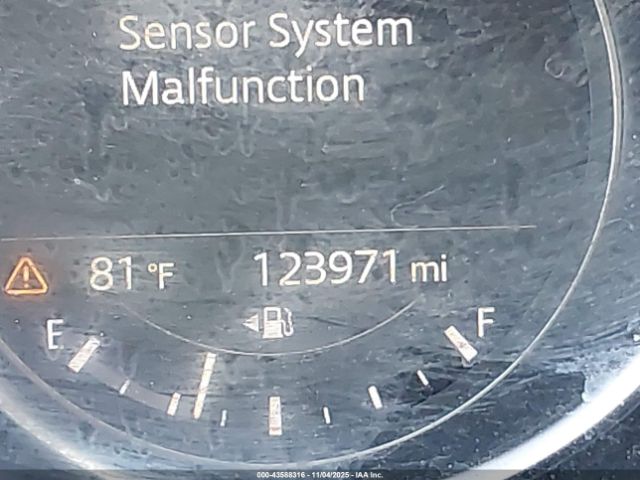 Sensor System
Malfunction
81 °F 123971 mi
E F
000-43588316 - 11/04/2025 - IAA Inc.